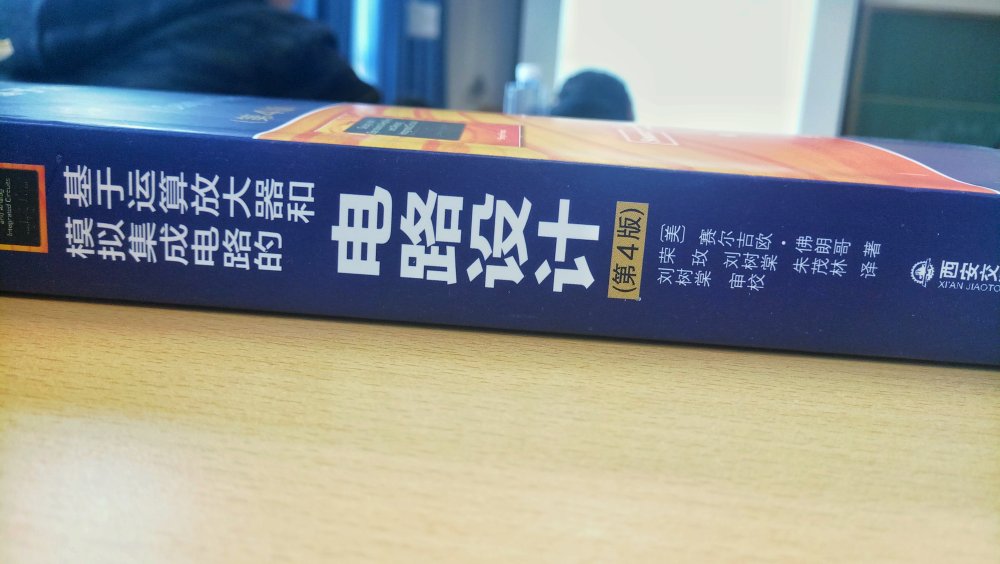 基于运算放大器和
模拟集成电路的
电路设计
(第4版)
[美] 赛尔吉欧·佛朗哥 著
荣玫 刘树棠 朱茂林 译
刘树棠 审校
西安交
XI'AN JIAOTO
Integrated Circuits